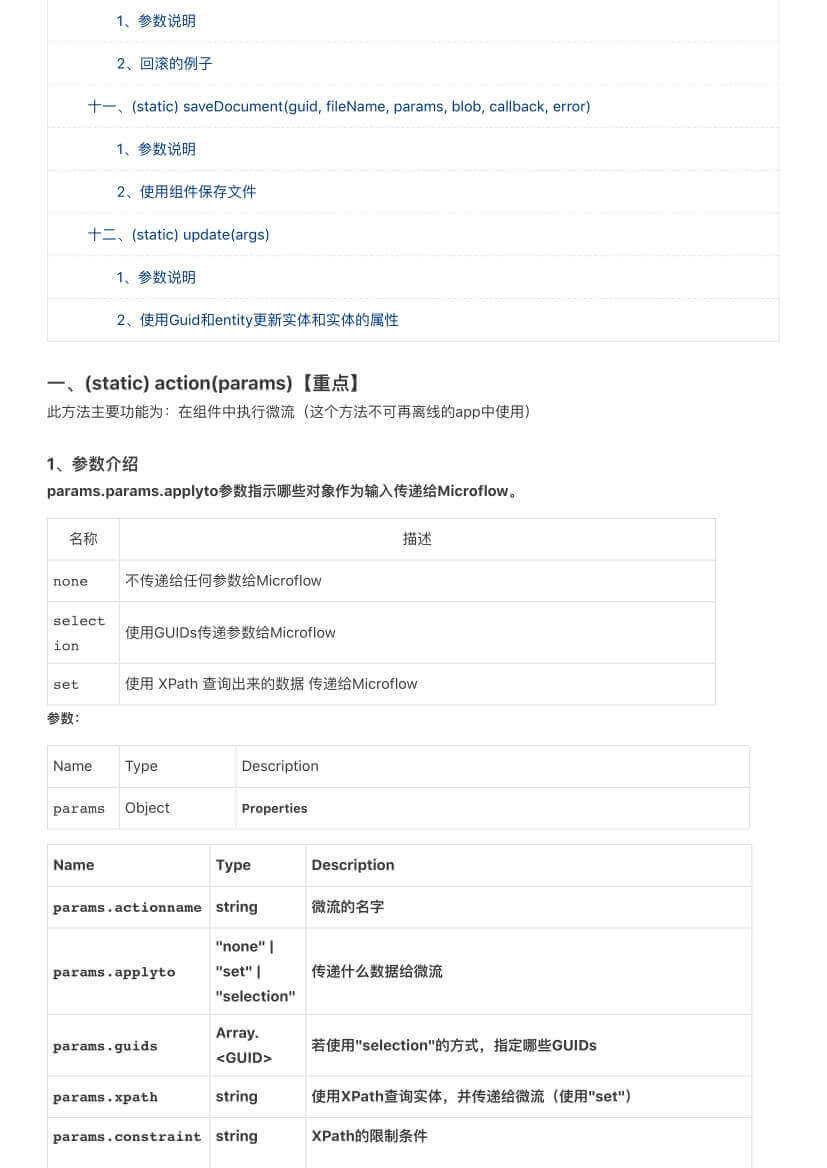 1、参数说明
2、回滚的例子
十一、(static) saveDocument(guid, fileName, params, blob, callback, error)
1、参数说明
2、使用组件保存文件
十二、(static) update(args)
1、参数说明
2、使用Guid和entity更新实体和实体的属性
一、(static) action(params)【重点】
此方法主要功能为：在组件中执行微流（这个方法不可再离线的app中使用）
1、参数介绍
params.params.applyto参数指示哪些对象作为输入传递给Microflow。
名称 描述
none 不传递给任何参数给Microflow
select
ion 使用GUIDs传递参数给Microflow
set 使用 XPath 查询出来的数据 传递给Microflow
参数：
Name Type Description
params Object Properties
Name Type Description
params.actionname string 微流的名字
params.applyto "none" |
"set" |
"selection" 传递什么数据给微流
params.guids Array.
<GUID> 若使用"selection"的方式，指定哪些GUIDs
params.xpath string 使用XPath查询实体，并传递给微流（使用"set"）
params.constraint string XPath的限制条件